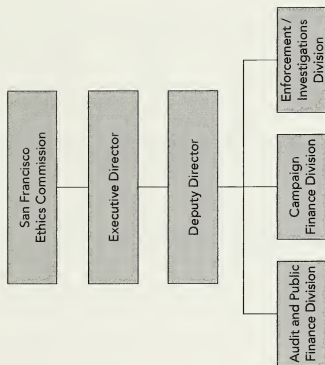 San Francisco
Ethics Commission
Executive Director
Deputy Director
Audit and Public
Finance Division
Campaign
Finance Division
Enforcement /
Investigations
Division